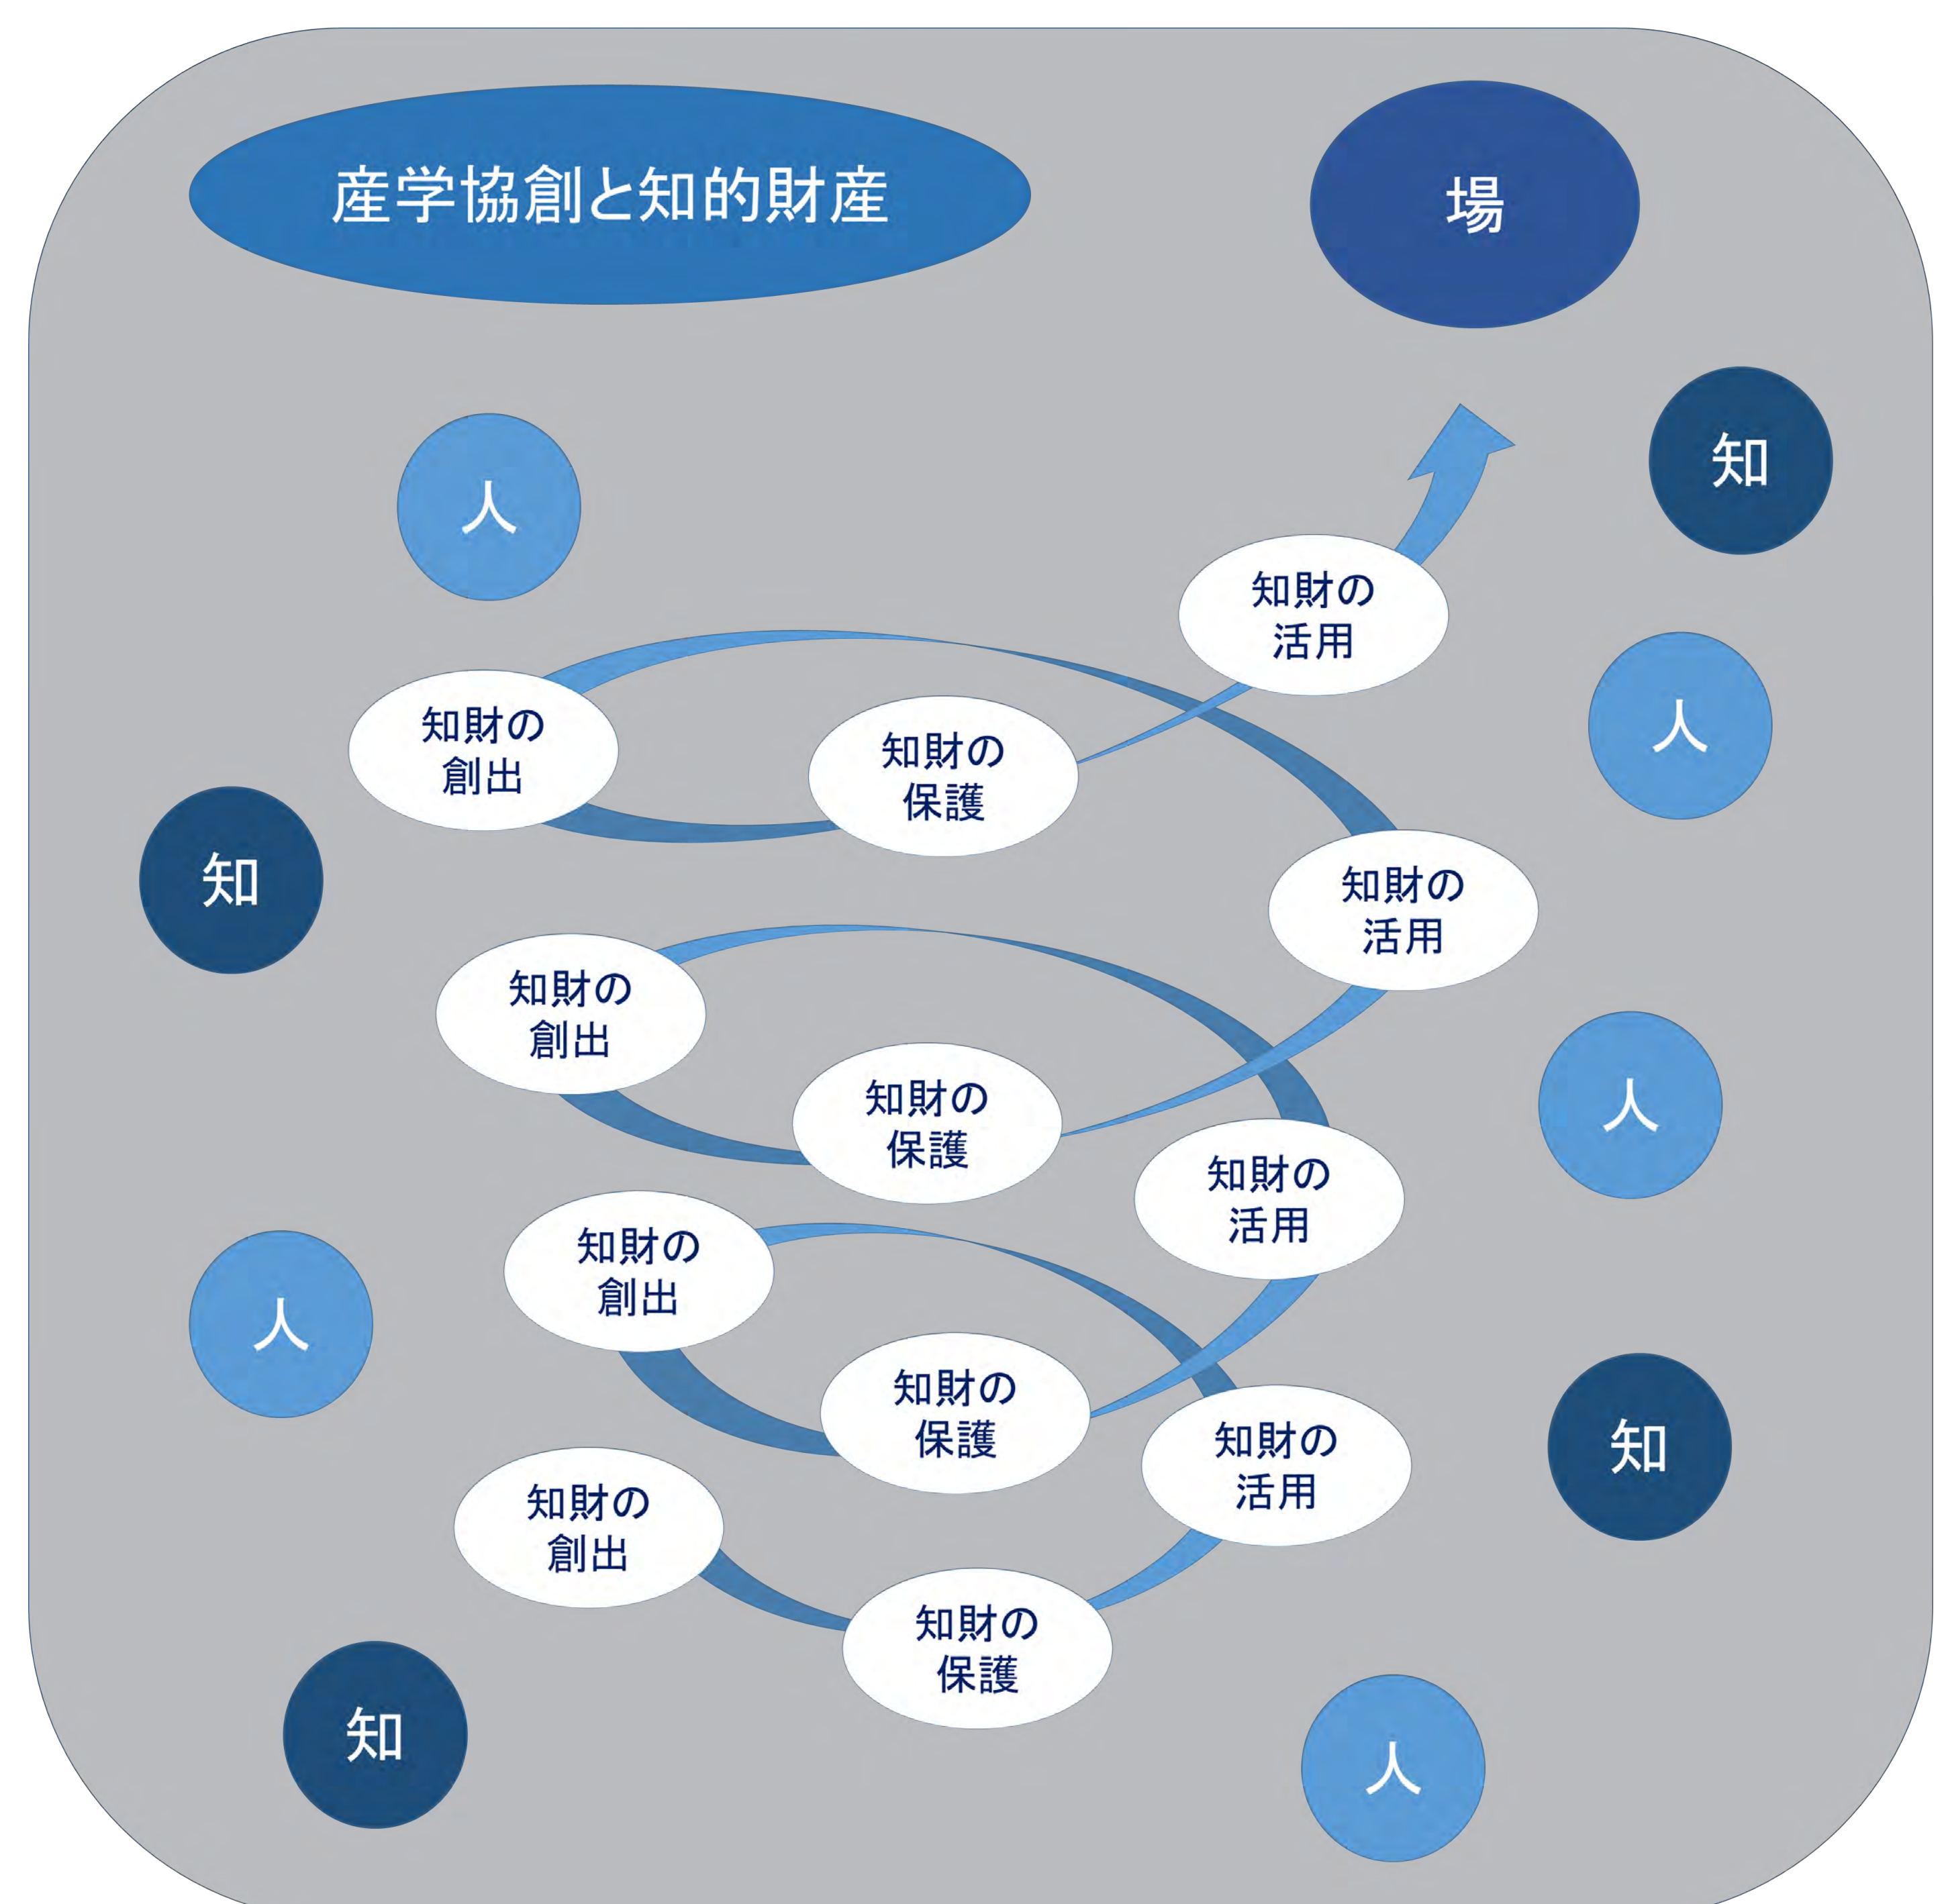 産学協創と知的財産
場
知
人
知財の
活用
人
知財の
創出
知財の
保護
知
知財の
活用
知財の
創出
人
知財の
保護
知財の
活用
知財の
創出
人
知財の
保護
知財の
活用
知
知財の
創出
知財の
保護
知
人